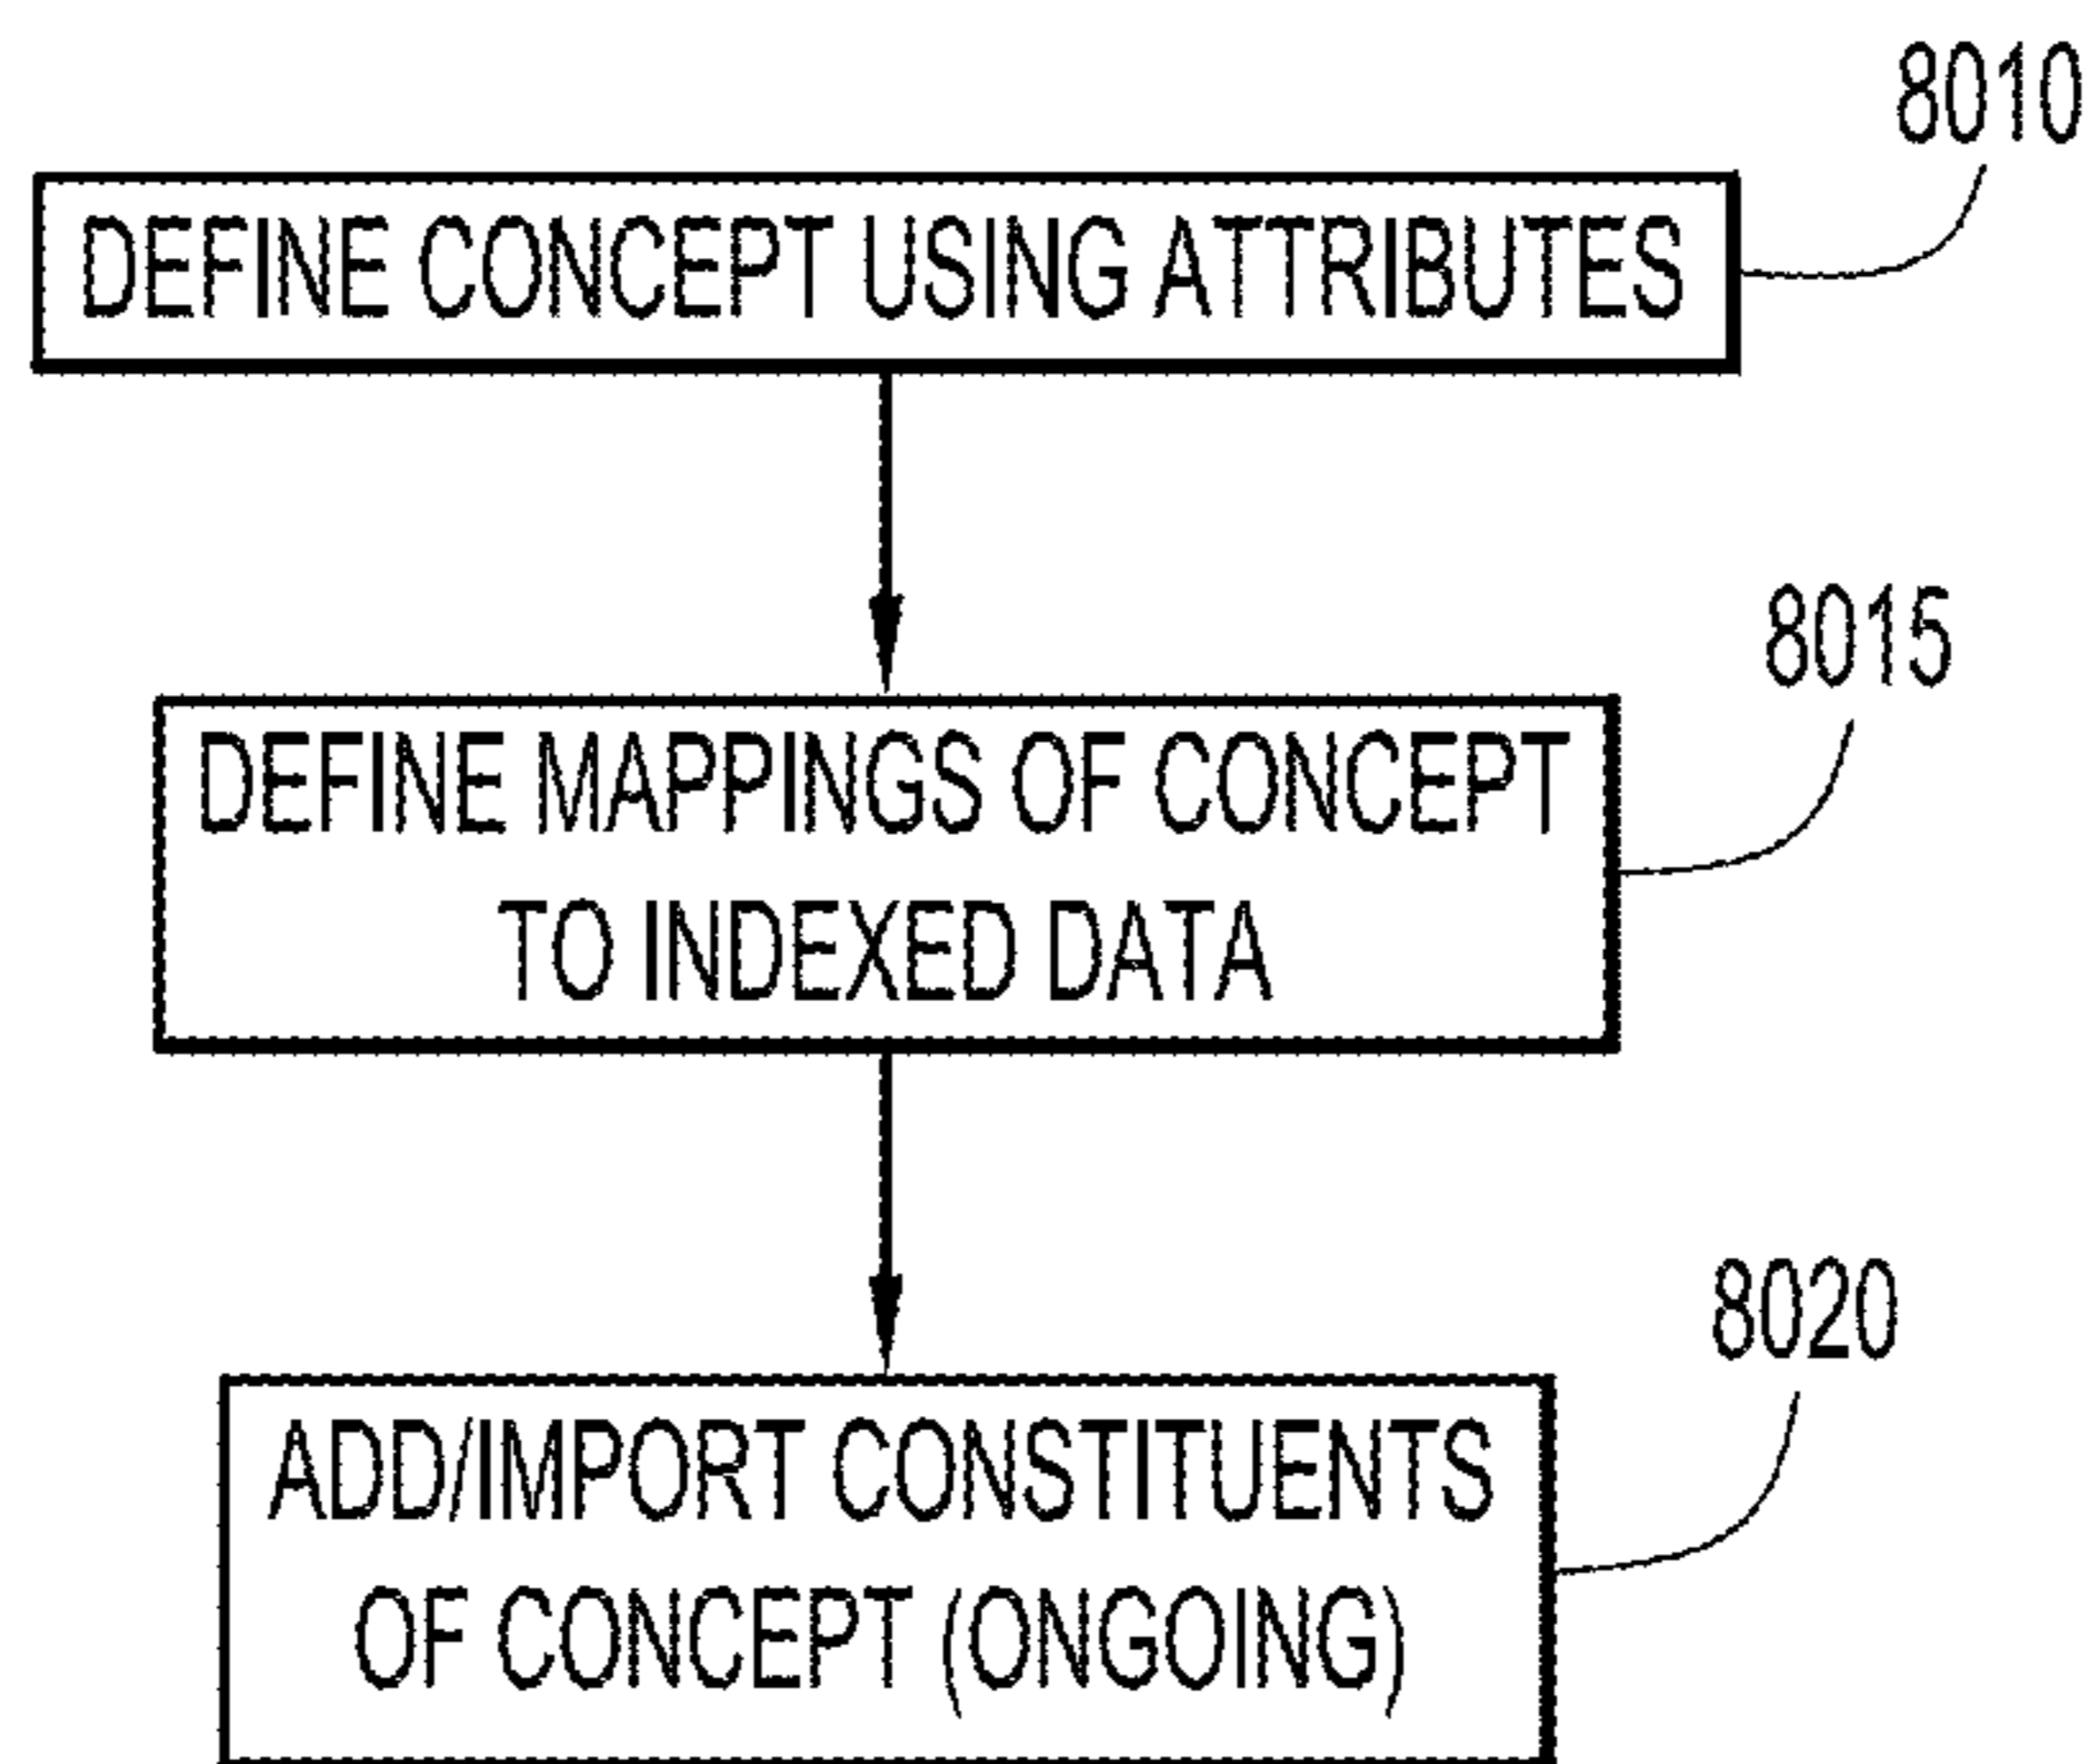 8010
DEFINE CONCEPT USING ATTRIBUTES
8015
DEFINE MAPPINGS OF CONCEPT
TO INDEXED DATA
8020
ADD/IMPORT CONSTITUENTS
OF CONCEPT (ONGOING)